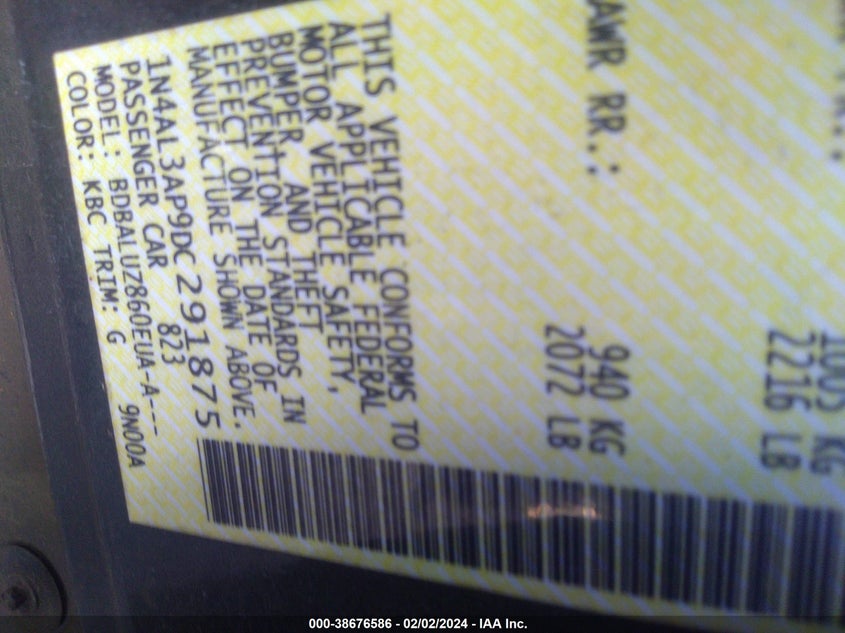 1005 KG
2216 LB
GAWR RR.:
940 KG
2072 LB
THIS VEHICLE CONFORMS TO
ALL APPLICABLE FEDERAL
MOTOR VEHICLE SAFETY,
BUMPER, AND THEFT
PREVENTION STANDARDS IN
EFFECT ON THE DATE OF
MANUFACTURE SHOWN ABOVE.
1N4AL3AP9DC291875
PASSENGER CAR 823
MODEL: BDBALUZ860EUA-A---
COLOR: KBC TRIM: G 9N00A
000-38676586 - 02/02/2024 - IAA Inc.